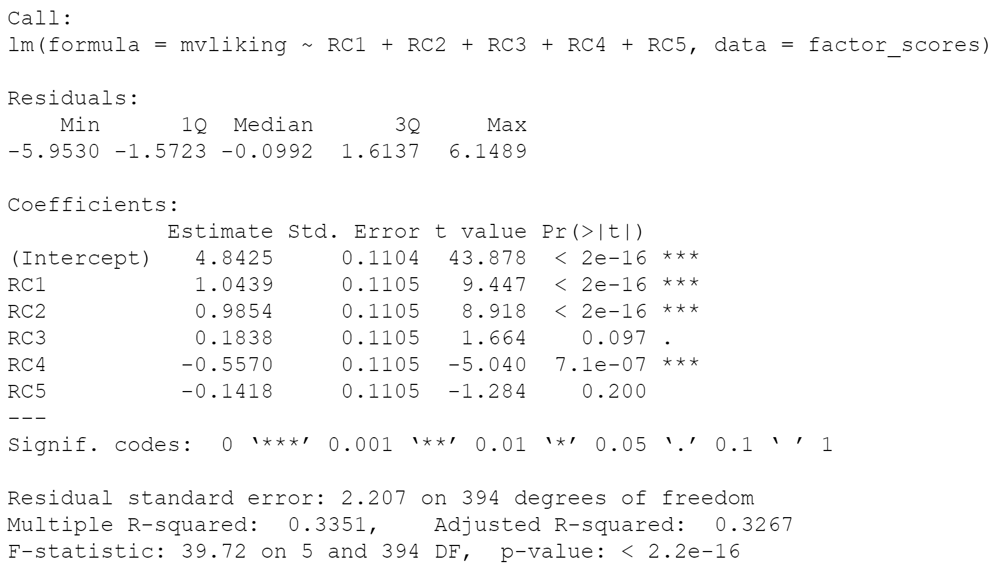 Call:
lm(formula = mvliking ~ RC1 + RC2 + RC3 + RC4 + RC5, data = factor_scores)

Residuals:
    Min      1Q  Median      3Q     Max
-5.9530 -1.5723 -0.0992  1.6137  6.1489

Coefficients:
            Estimate Std. Error t value Pr(>|t|)
(Intercept)   4.8425     0.1104  43.878  < 2e-16 ***
RC1           1.0439     0.1105   9.447  < 2e-16 ***
RC2           0.9854     0.1105   8.918  < 2e-16 ***
RC3           0.1838     0.1105   1.664    0.097 .
RC4          -0.5570     0.1105  -5.040  7.1e-07 ***
RC5          -0.1418     0.1105  -1.284    0.200
---
Signif. codes:  0 ‘***’ 0.001 ‘**’ 0.01 ‘*’ 0.05 ‘.’ 0.1 ‘ ’ 1

Residual standard error: 2.207 on 394 degrees of freedom
Multiple R-squared:  0.3351,    Adjusted R-squared:  0.3267
F-statistic: 39.72 on 5 and 394 DF,  p-value: < 2.2e-16